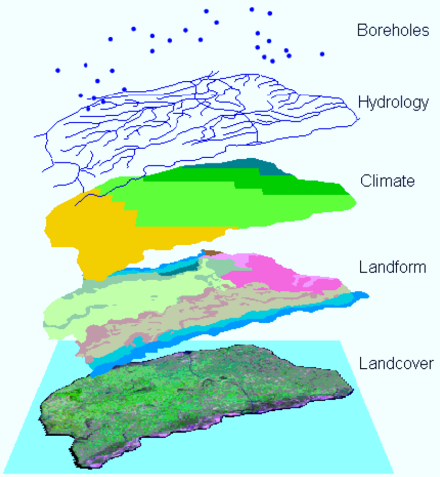 Boreholes
Hydrology
Climate
Landform
Landcover